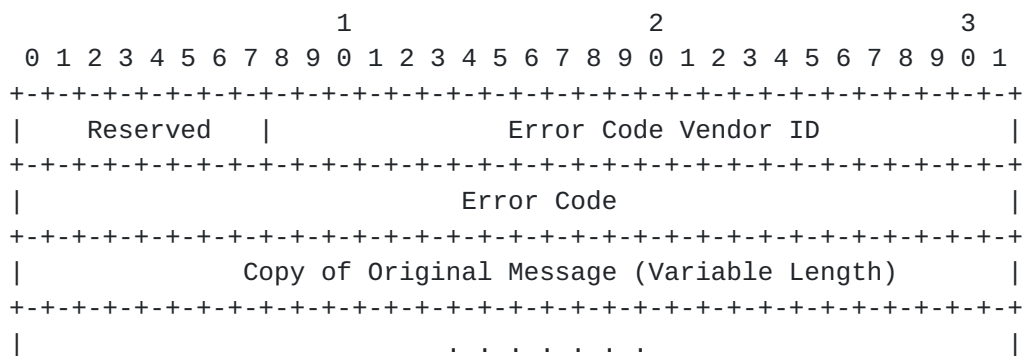 1                   2                   3
 0 1 2 3 4 5 6 7 8 9 0 1 2 3 4 5 6 7 8 9 0 1 2 3 4 5 6 7 8 9 0 1
+-+-+-+-+-+-+-+-+-+-+-+-+-+-+-+-+-+-+-+-+-+-+-+-+-+-+-+-+-+-+-+-+
|    Reserved   |               Error Code Vendor ID            |
+-+-+-+-+-+-+-+-+-+-+-+-+-+-+-+-+-+-+-+-+-+-+-+-+-+-+-+-+-+-+-+-+
|                            Error Code                         |
+-+-+-+-+-+-+-+-+-+-+-+-+-+-+-+-+-+-+-+-+-+-+-+-+-+-+-+-+-+-+-+-+
|              Copy of Original Message (Variable Length)       |
+-+-+-+-+-+-+-+-+-+-+-+-+-+-+-+-+-+-+-+-+-+-+-+-+-+-+-+-+-+-+-+-+
|                           . . . . . . .                       |